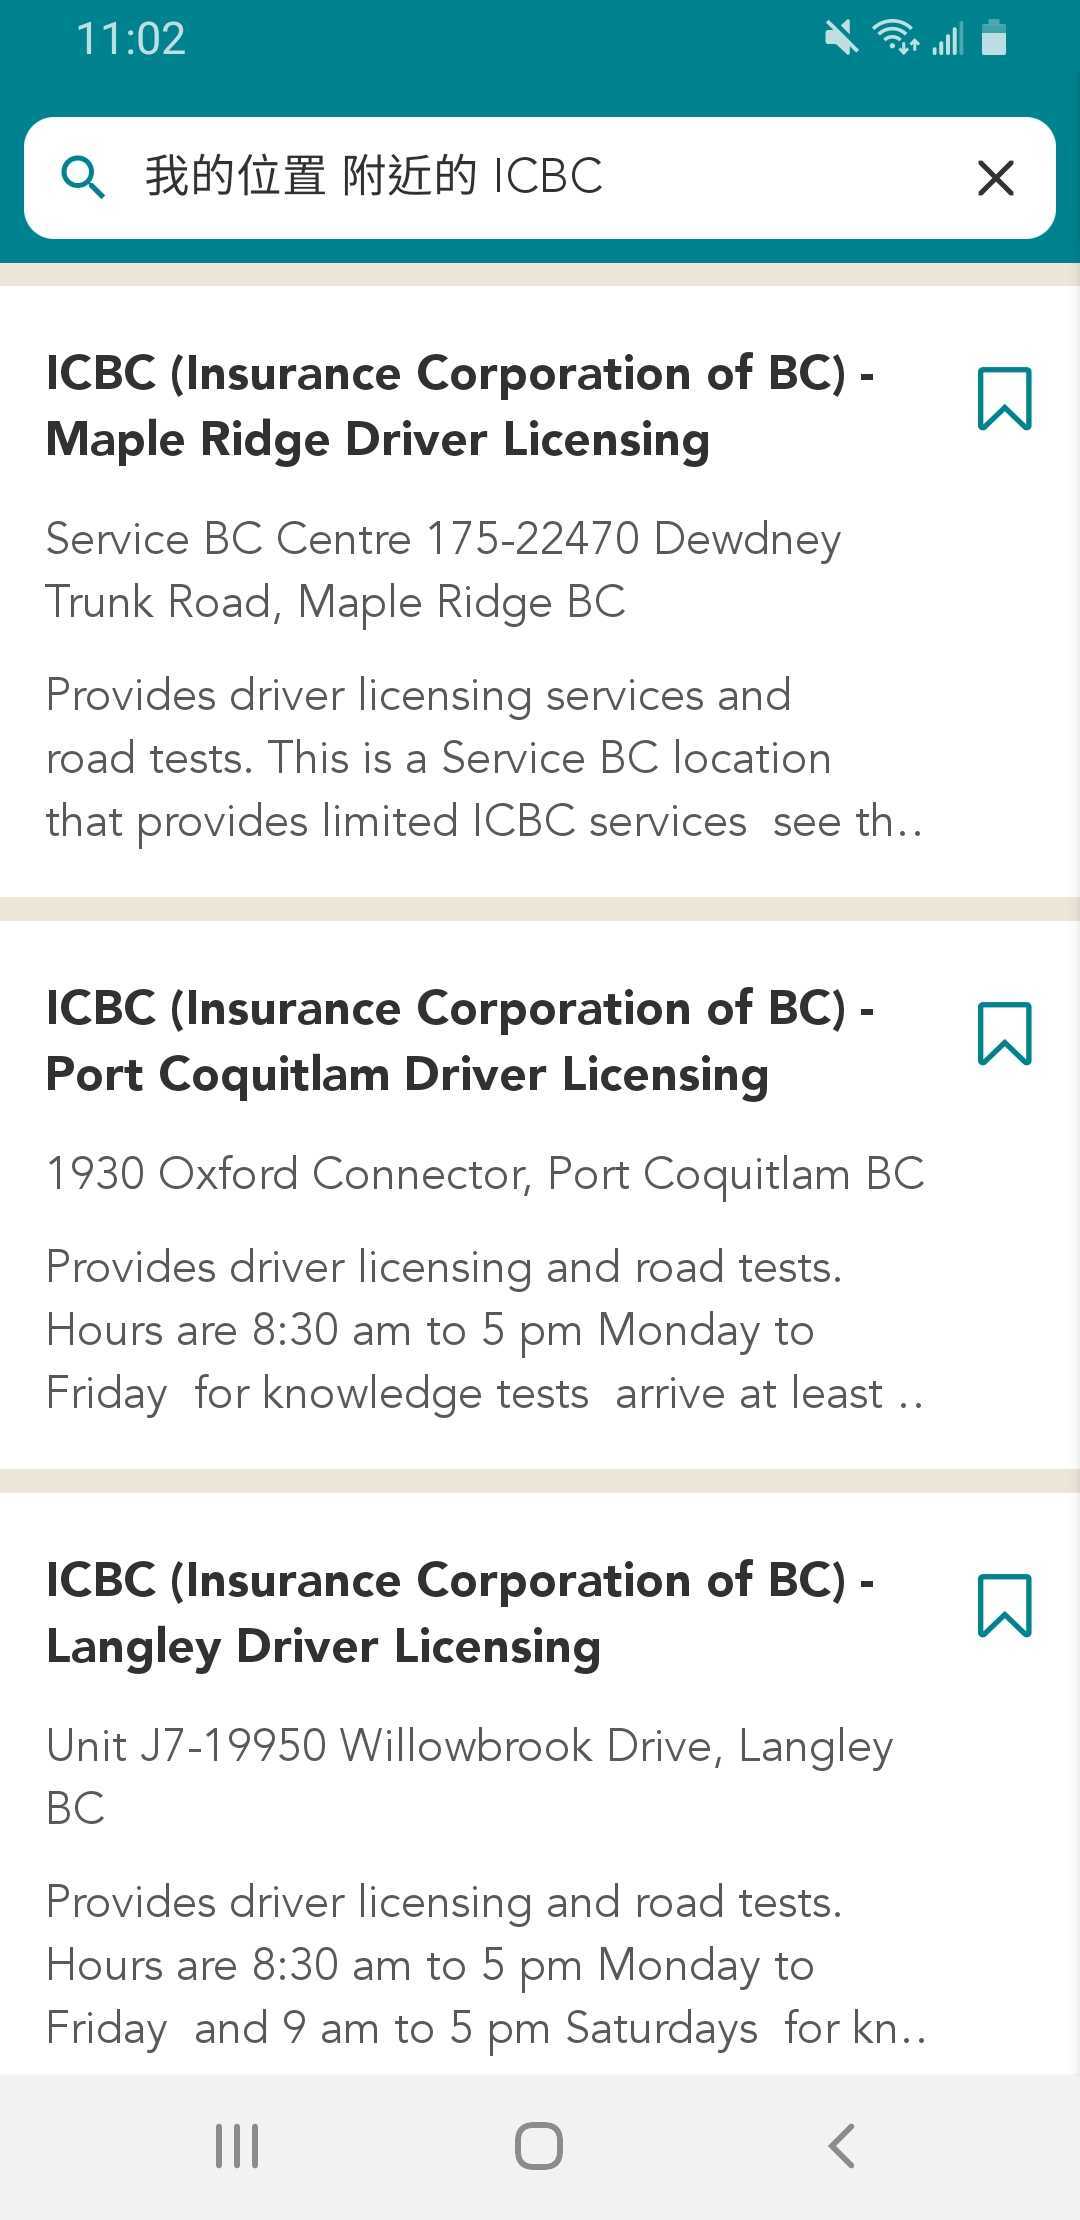 11:02
我的位置 附近的 ICBC
ICBC (Insurance Corporation of BC) -
Maple Ridge Driver Licensing
Service BC Centre 175-22470 Dewdney
Trunk Road, Maple Ridge BC
Provides driver licensing services and
road tests. This is a Service BC location
that provides limited ICBC services  see th..
ICBC (Insurance Corporation of BC) -
Port Coquitlam Driver Licensing
1930 Oxford Connector, Port Coquitlam BC
Provides driver licensing and road tests.
Hours are 8:30 am to 5 pm Monday to
Friday  for knowledge tests  arrive at least ..
ICBC (Insurance Corporation of BC) -
Langley Driver Licensing
Unit J7-19950 Willowbrook Drive, Langley
BC
Provides driver licensing and road tests.
Hours are 8:30 am to 5 pm Monday to
Friday  and 9 am to 5 pm Saturdays  for kn..